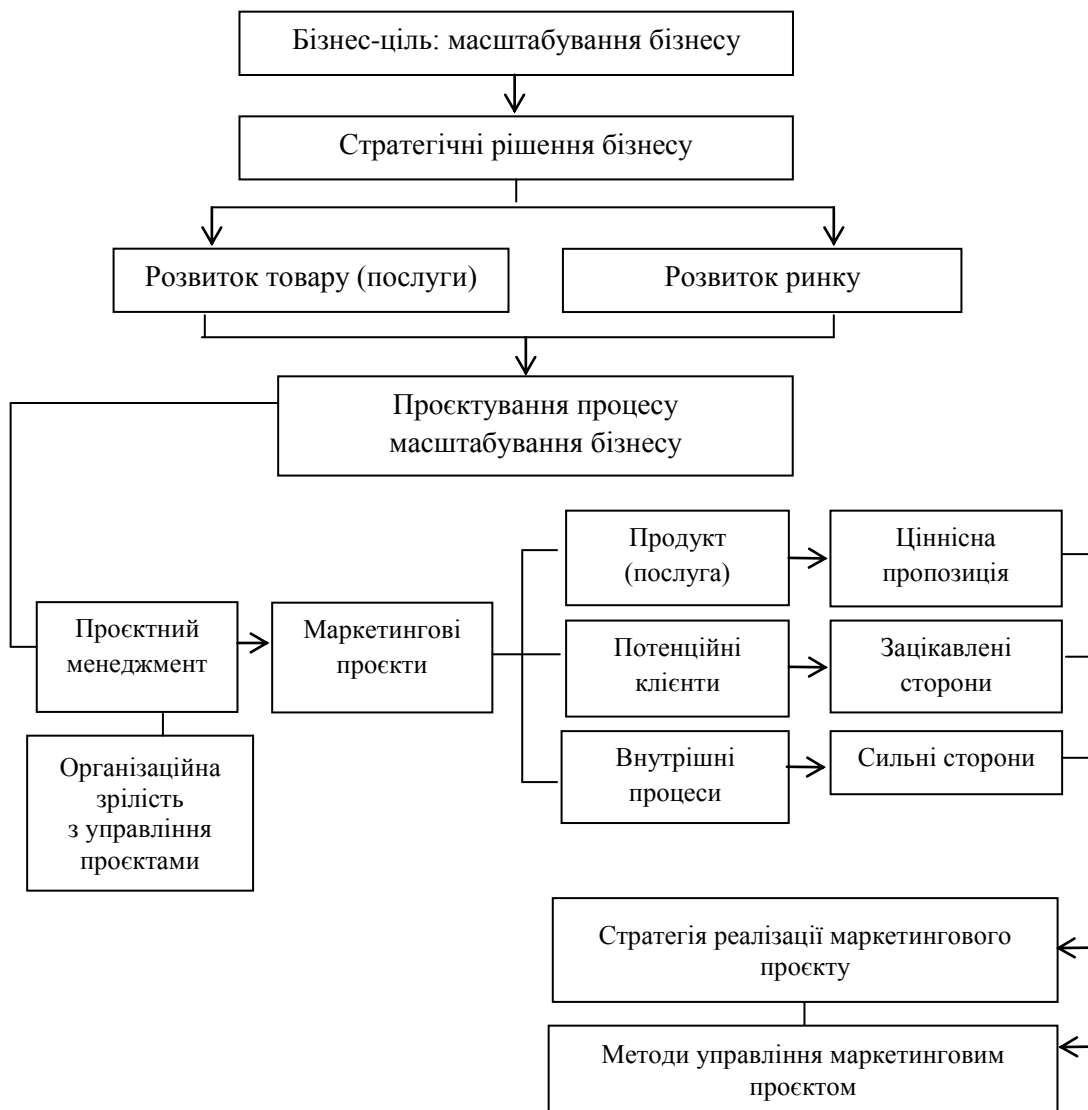 Бізнес-ціль: масштабування бізнесу
Стратегічні рішення бізнесу
Розвиток товару (послуги)
Розвиток ринку
Проєктування процесу
масштабування бізнесу
Продукт
(послуга)
Ціннісна
пропозиція
Проєктний
менеджмент
Маркетингові
проєкти
Потенційні
клієнти
Зацікавлені
сторони
Організаційна
зрілість
з управління
проєктами
Внутрішні
процеси
Сильні сторони
Стратегія реалізації маркетингового
проєкту
Методи управління маркетинговим
проєктом